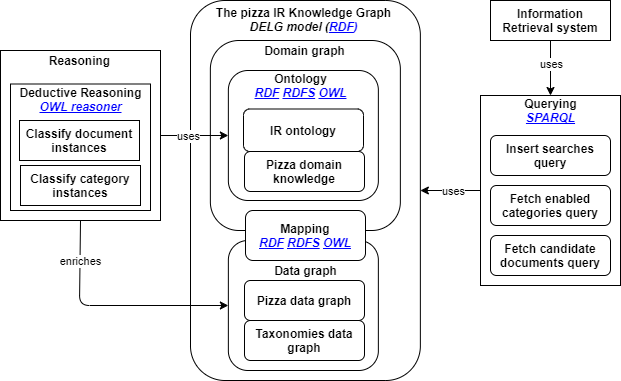 Reasoning
Deductive Reasoning
OWL reasoner
Classify document
instances
Classify category
instances
uses
enriches
The pizza IR Knowledge Graph
DELG model (RDF)
Domain graph
Ontology
RDF RDFS OWL
IR ontology
Pizza domain
knowledge
Mapping
RDF RDFS OWL
Data graph
Pizza data graph
Taxonomies data
graph
uses
Information
Retrieval system
uses
Querying
SPARQL
Insert searches
query
Fetch enabled
categories query
Fetch candidate
documents query